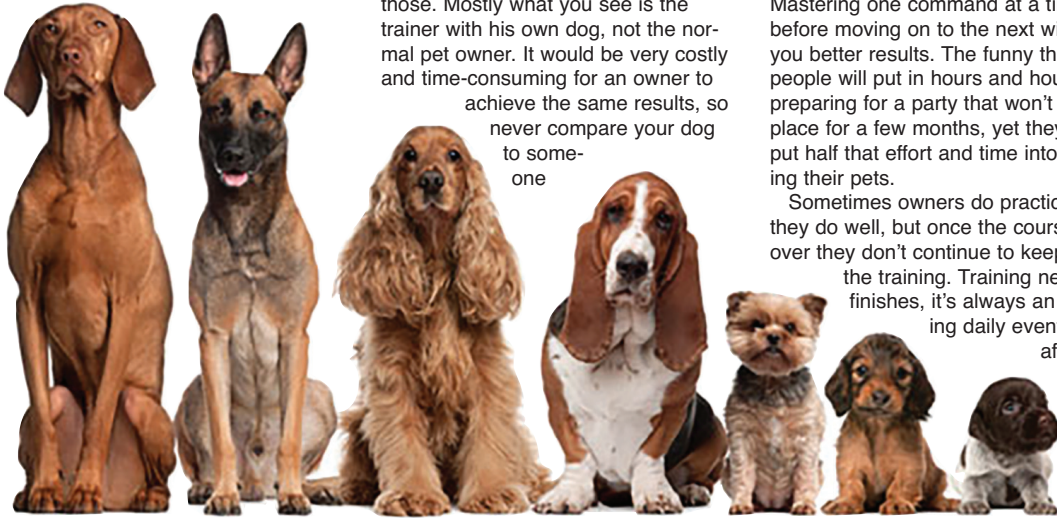 those. Mostly what you see is the
trainer with his own dog, not the nor-
mal pet owner. It would be very costly
and time-consuming for an owner to
achieve the same results, so
never compare your dog
to some-
one
Mastering one command at a ti
before moving on to the next wi
you better results. The funny th
people will put in hours and hou
preparing for a party that won't
place for a few months, yet they
put half that effort and time into
ing their pets.
Sometimes owners do practic
they do well, but once the cours
over they don't continue to keep
the training. Training ne
finishes, it's always an
ing daily event
af